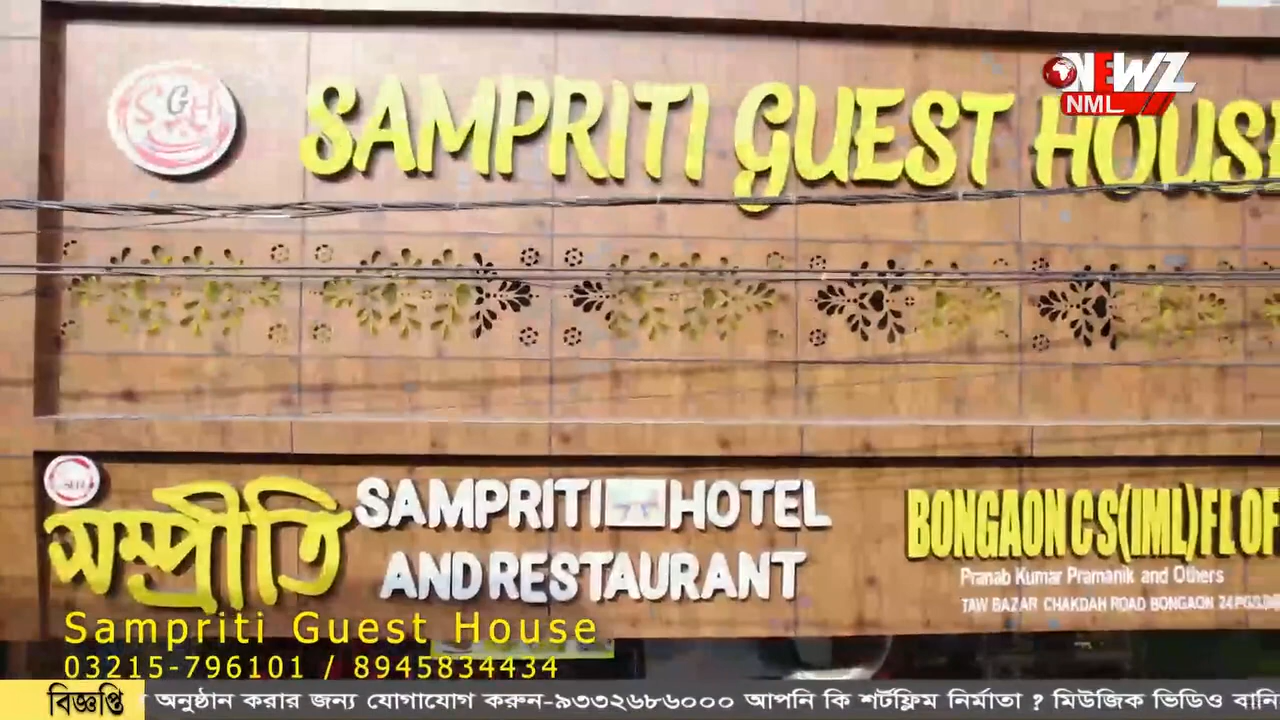 SGH
SAMPRITI GUEST HOUSE
NEWZ
NML
সম্প্রীতি
SAMPRITI HOTEL
AND RESTAURANT
BONGAON C S (IML) FL OF
Pranab Kumar Pramanik and Others
TAW BAZAR CHAKDAH ROAD BONGAON 24 PGS
Sampriti Guest House
03215-796101 / 8945834434
বিজ্ঞপ্তি
অনুষ্ঠান করার জন্য যোগাযোগ করুন-৯৩৩২৬৮৬০০০ আপনি কি শর্টফ্লিম নির্মাতা ? মিউজিক ভিডিও বানি